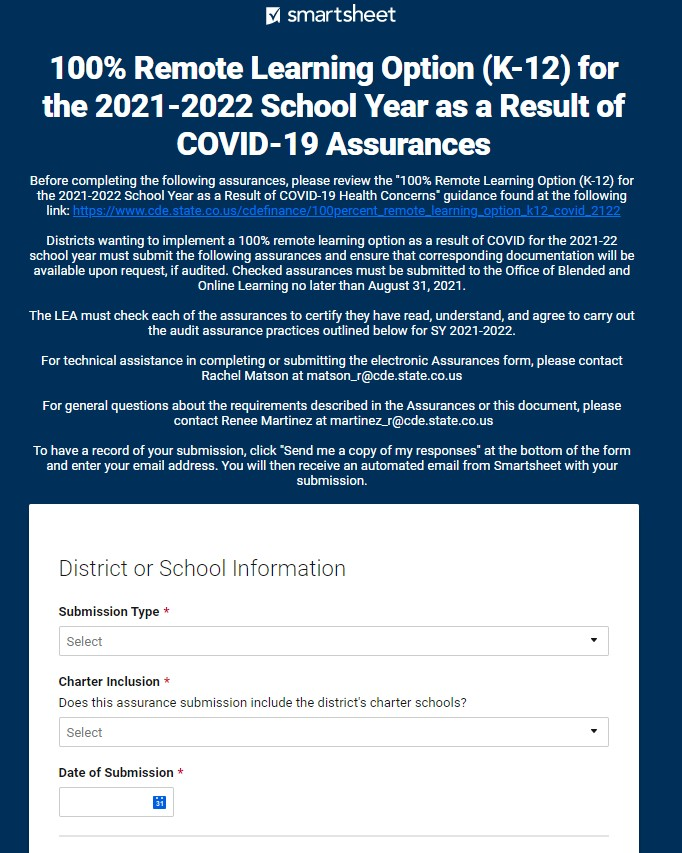 smartsheet
100% Remote Learning Option (K-12) for
the 2021-2022 School Year as a Result of
COVID-19 Assurances
Before completing the following assurances, please review the "100% Remote Learning Option (K-12) for
the 2021-2022 School Year as a Result of COVID-19 Health Concerns" guidance found at the following
link: https://www.cde.state.co.us/cdefinance/100percent_remote_learning_option_k12_covid_2122
Districts wanting to implement a 100% remote learning option as a result of COVID for the 2021-22
school year must submit the following assurances and ensure that corresponding documentation will be
available upon request, if audited. Checked assurances must be submitted to the Office of Blended and
Online Learning no later than August 31, 2021.
The LEA must check each of the assurances to certify they have read, understand, and agree to carry out
the audit assurance practices outlined below for SY 2021-2022.
For technical assistance in completing or submitting the electronic Assurances form, please contact
Rachel Matson at matson_r@cde.state.co.us
For general questions about the requirements described in the Assurances or this document, please
contact Renee Martinez at martinez_r@cde.state.co.us
To have a record of your submission, click "Send me a copy of my responses" at the bottom of the form
and enter your email address. You will then receive an automated email from Smartsheet with your
submission.
District or School Information
Submission Type *
Select
Charter Inclusion *
Does this assurance submission include the district's charter schools?
Select
Date of Submission *
31